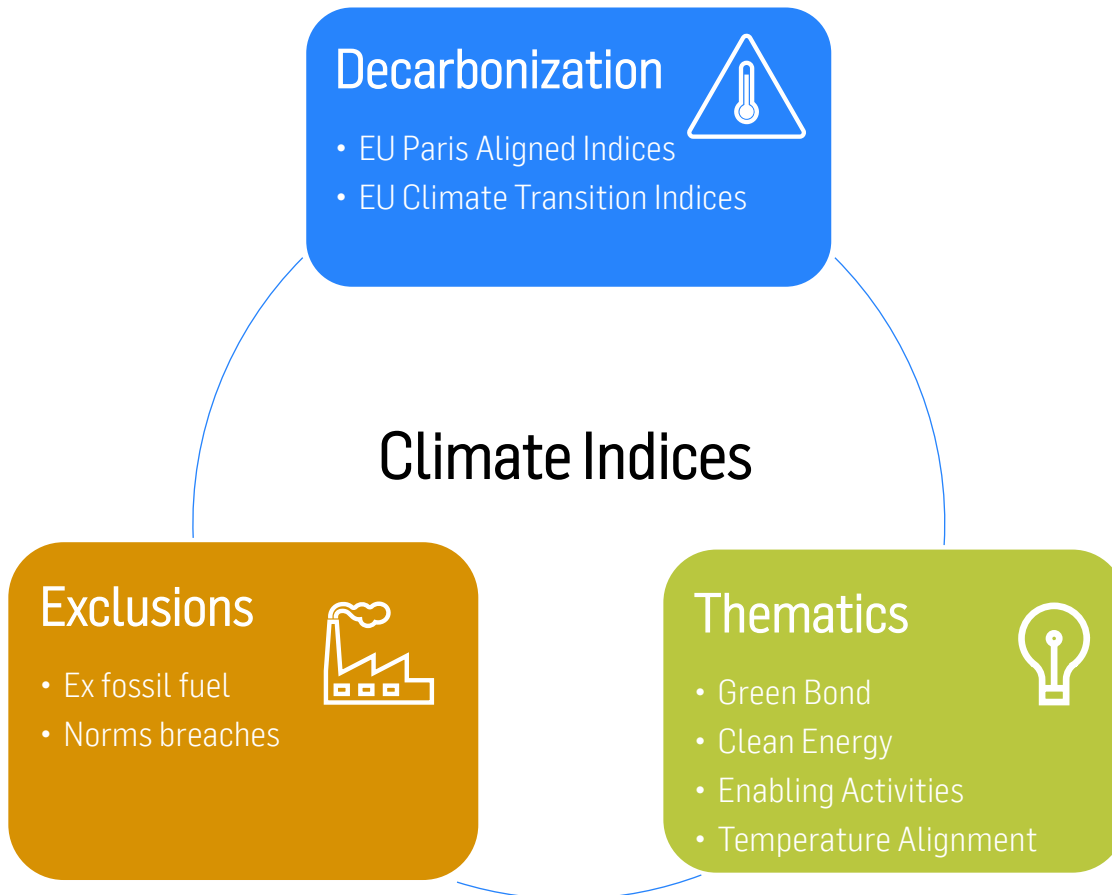 Decarbonization
• EU Paris Aligned Indices
• EU Climate Transition Indices
Climate Indices
Exclusions
• Ex fossil fuel
• Norms breaches
Thematics
• Green Bond
• Clean Energy
• Enabling Activities
• Temperature Alignment